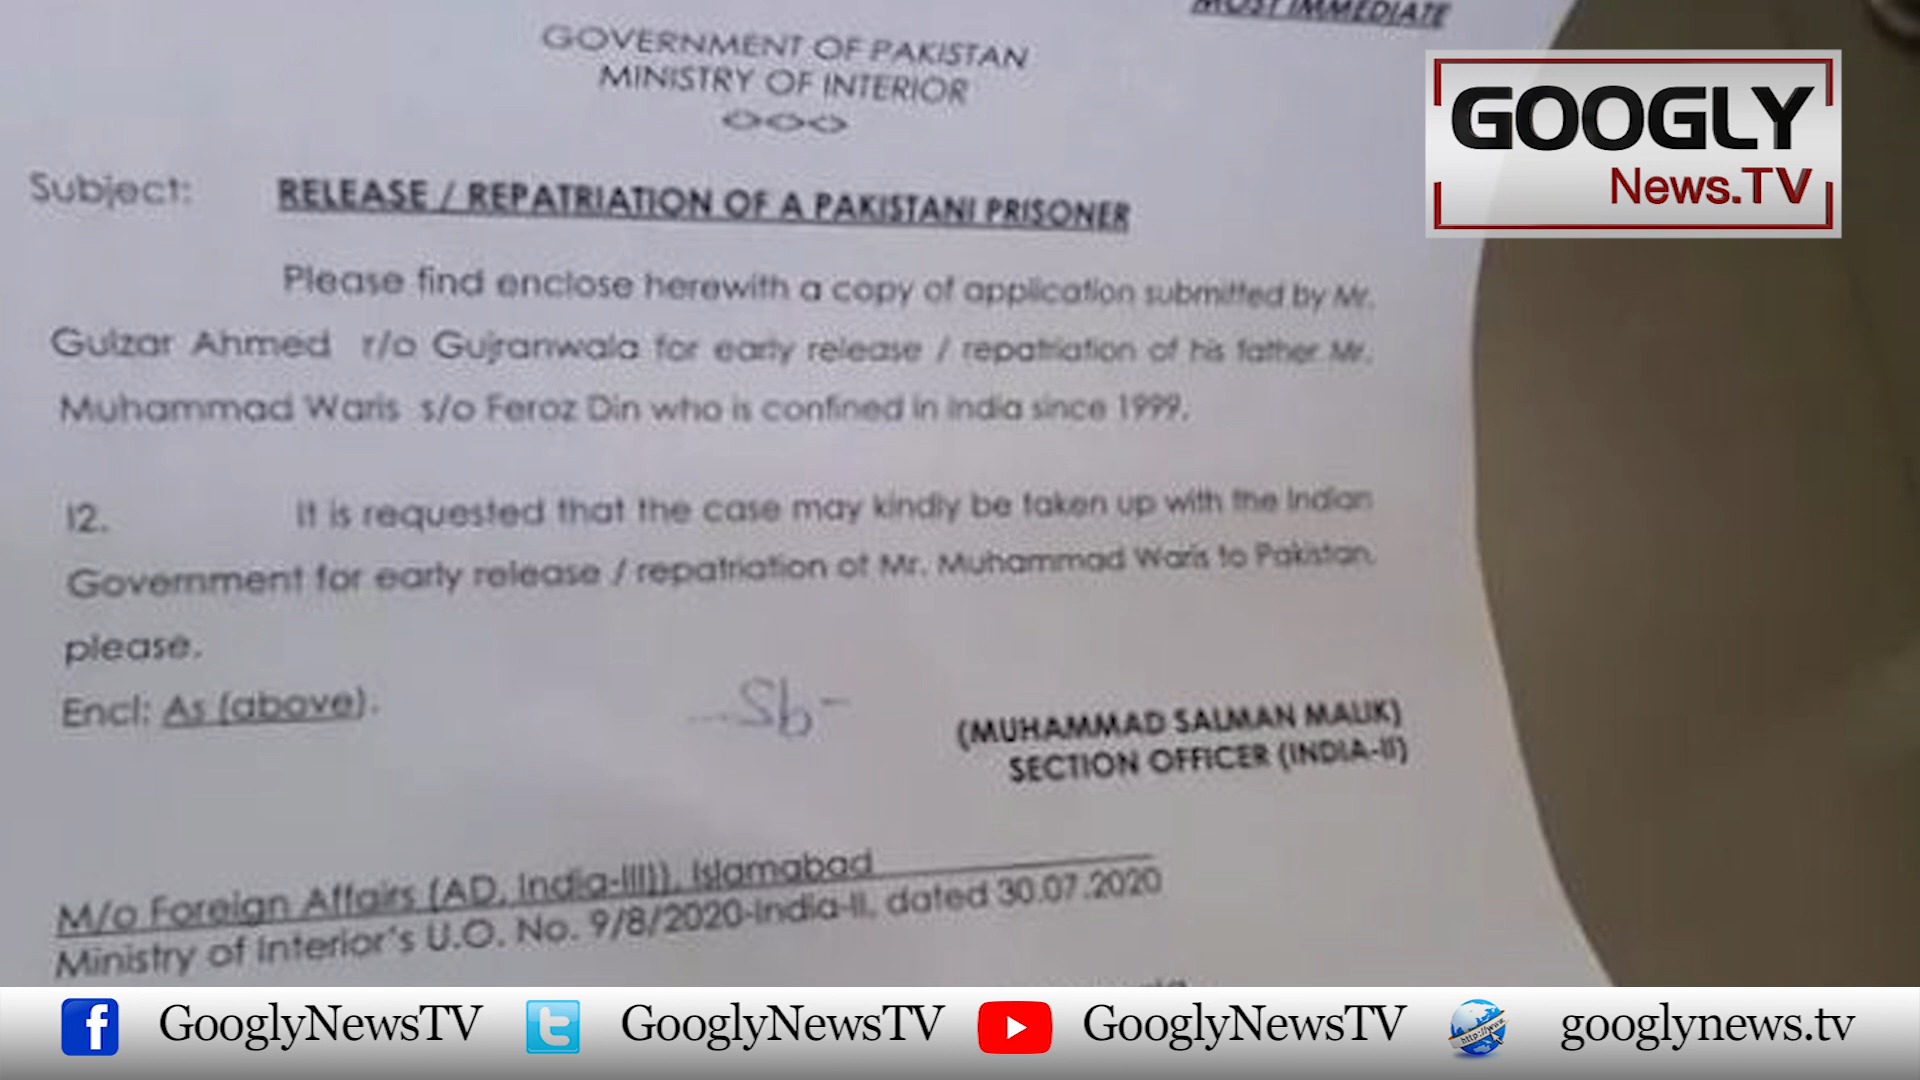 MOST IMMEDIATE
GOVERNMENT OF PAKISTAN
MINISTRY OF INTERIOR
GOOGLY
News.TV
Subject: RELEASE / REPATRIATION OF A PAKISTANI PRISONER
Please find enclose herewith a copy of application submitted by Mr.
Gulzar Ahmed r/o Gujranwala for early release / repatriation of his father Mr.
Muhammad Waris s/o Feroz Din who is confined in India since 1999.
12. It is requested that the case may kindly be taken up with the Indian
Government for early release / repatriation of Mr. Muhammad Waris to Pakistan,
please.
Encl: As (above).
(MUHAMMAD SALMAN MALIK)
SECTION OFFICER (INDIA-II)
M/o Foreign Affairs (AD, India-III)), Islamabad
Ministry of Interior's U.O. No. 9/8/2020-India-II, dated 30.07.2020
GooglyNewsTV GooglyNewsTV GooglyNewsTV googlynews.tv